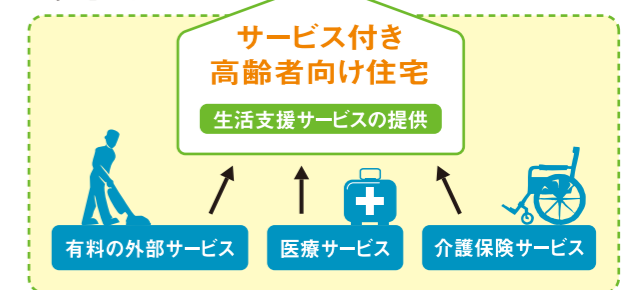 サービス付き
高齢者向け住宅
生活支援サービスの提供
有料の外部サービス
医療サービス
介護保険サービス